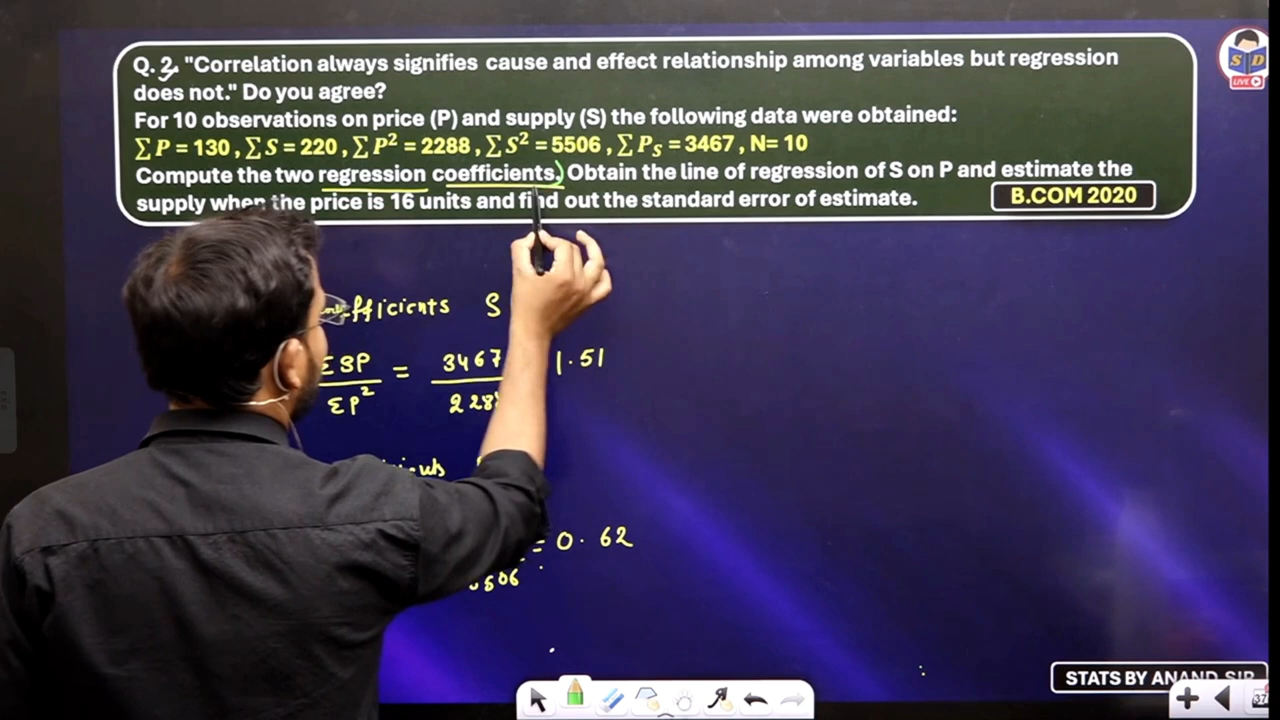 Q. 2. "Correlation always signifies cause and effect relationship among variables but regression
does not." Do you agree?
For 10 observations on price (P) and supply (S) the following data were obtained:
∑ P = 130 , ∑ S = 220 , ∑ P² = 2288 , ∑ S² = 5506 , ∑ Pₛ = 3467 , N= 10
Compute the two regression coefficients. Obtain the line of regression of S on P and estimate the
supply when the price is 16 units and find out the standard error of estimate.
B.COM 2020
S D
LIVE
fficients S
ΣSP / ΣP² = 3467 1.51
= 0.62
5506
STATS BY ANAND SIR